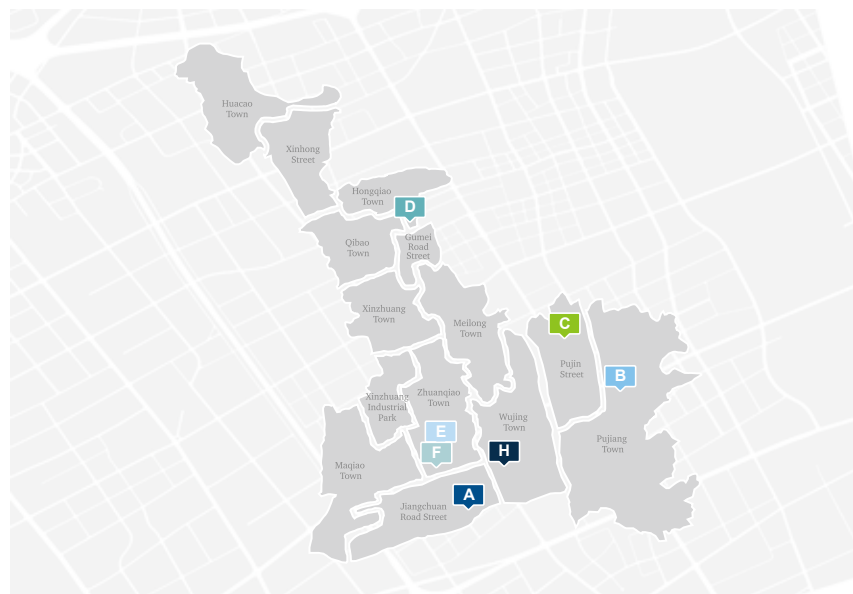 Huacao
Town
Xinhong
Street
Hongqiao
Town
D
Qibao
Town
Gumei
Road
Street
Xinzhuang
Town
Meilong
Town
C
Pujin
Street
B
Xinzhuang
Industrial
Park
Zhuanqiao
Town
Wujing
Town
E
F
H
Pujiang
Town
Maqiao
Town
A
Jiangchuan
Road Street